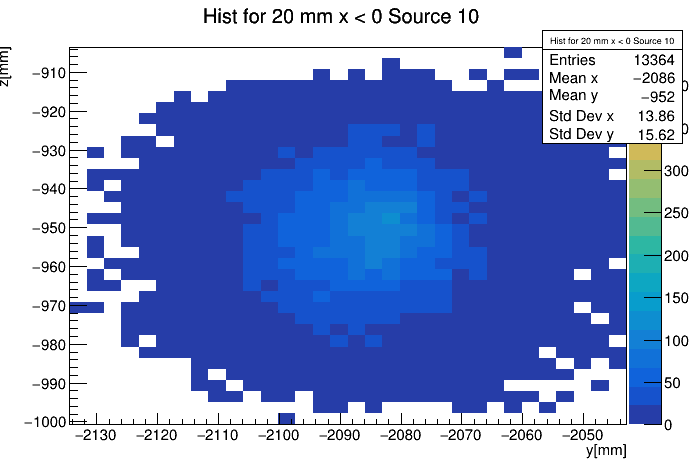 Hist for 20 mm x < 0 Source 10
z[mm]
Hist for 20 mm x < 0 Source 10
Entries 13364
Mean x −2086
Mean y −952
Std Dev x 13.86
Std Dev y 15.62
−910
−920
−930
−940
−950
−960
−970
−980
−990
−1000
300
250
200
150
100
50
0
−2130 −2120 −2110 −2100 −2090 −2080 −2070 −2060 −2050
y[mm]